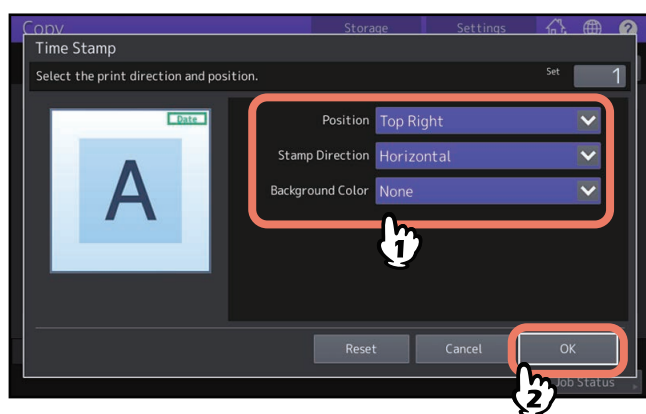 Copy Storage Settings
Time Stamp
Select the print direction and position. Set 1
Date
A
Position Top Right
Stamp Direction Horizontal
Background Color None
1
Reset Cancel OK
Job Status
2